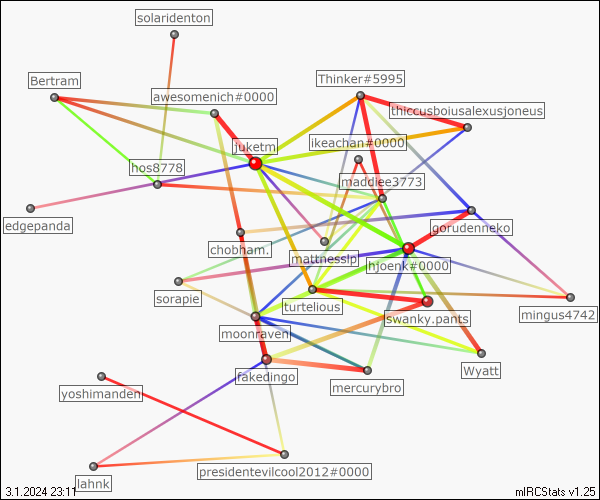 solaridenton
Bertram
awesomenich#0000
Thinker#5995
thiccusboiusalexusjoneus
juketm
ikeachan#0000
hos8778
maddiee3773
edgepanda
gorudenneko
chobham.
mattnesslp
hjoenk#0000
sorapie
turtelious
mingus4742
moonraven
swanky.pants
fakedingo
Wyatt
yoshimanden
mercurybro
presidentevilcool2012#0000
lahnk
3.1.2024 23:11
mIRCStats v1.25